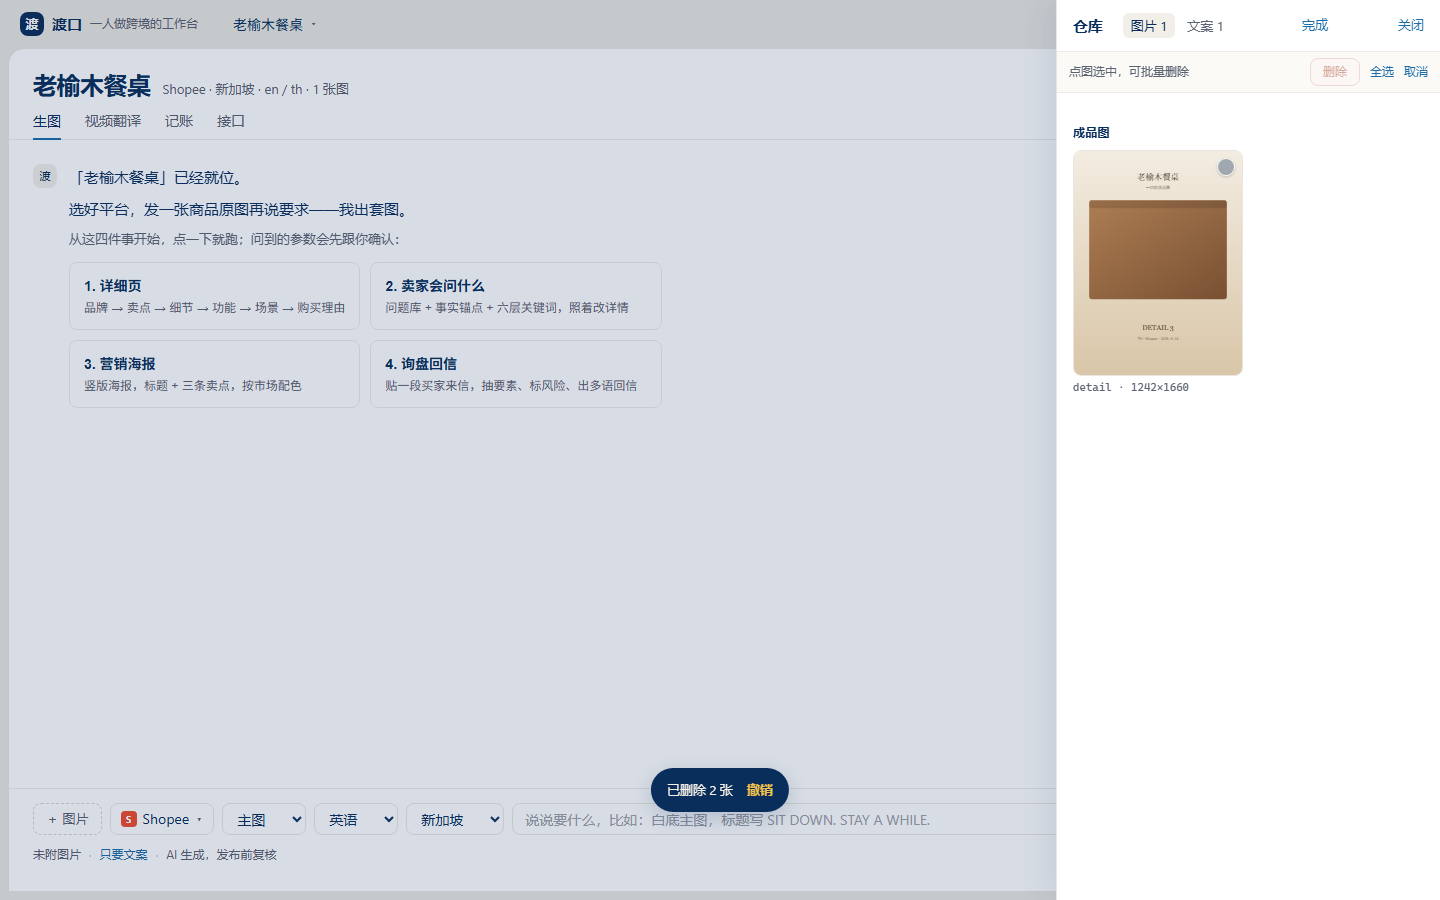 渡 渡口 一人做跨境的工作台 老榆木餐桌
老榆木餐桌 Shopee · 新加坡 · en / th · 1 张图
生图 视频翻译 记账 接口
渡 「老榆木餐桌」已经就位。
选好平台，发一张商品原图再说要求——我出套图。
从这四件事开始，点一下就跑；问到的参数会先跟你确认：
1. 详细页
品牌 → 卖点 → 细节 → 功能 → 场景 → 购买理由
2. 卖家会问什么
问题库 + 事实锚点 + 六层关键词，照着改详情
3. 营销海报
竖版海报，标题 + 三条卖点，按市场配色
4. 询盘回信
贴一段买家来信，抽要素、标风险、出多语回信
已删除 2 张 撤销
+ 图片 S Shopee 主图 英语 新加坡 说说要什么，比如：白底主图，标题写 SIT DOWN. STAY A WHILE.
未附图片 · 只要文案 · AI 生成，发布前复核
仓库 图片 1 文案 1 完成 关闭
点图选中，可批量删除 删除 全选 取消
成品图
老榆木餐桌
DETAIL 3
detail · 1242×1660